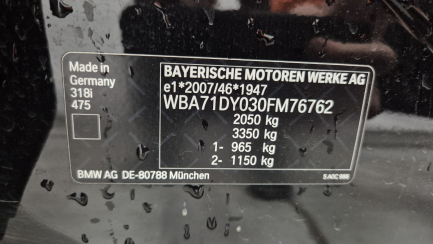 Made in
Germany
318i
475
BAYERISCHE MOTOREN WERKE AG
e1*2007/46*1947
WBA71DY030FM76762
2050 kg
3350 kg
1- 965 kg
2- 1150 kg
BMW AG DE-80788 München